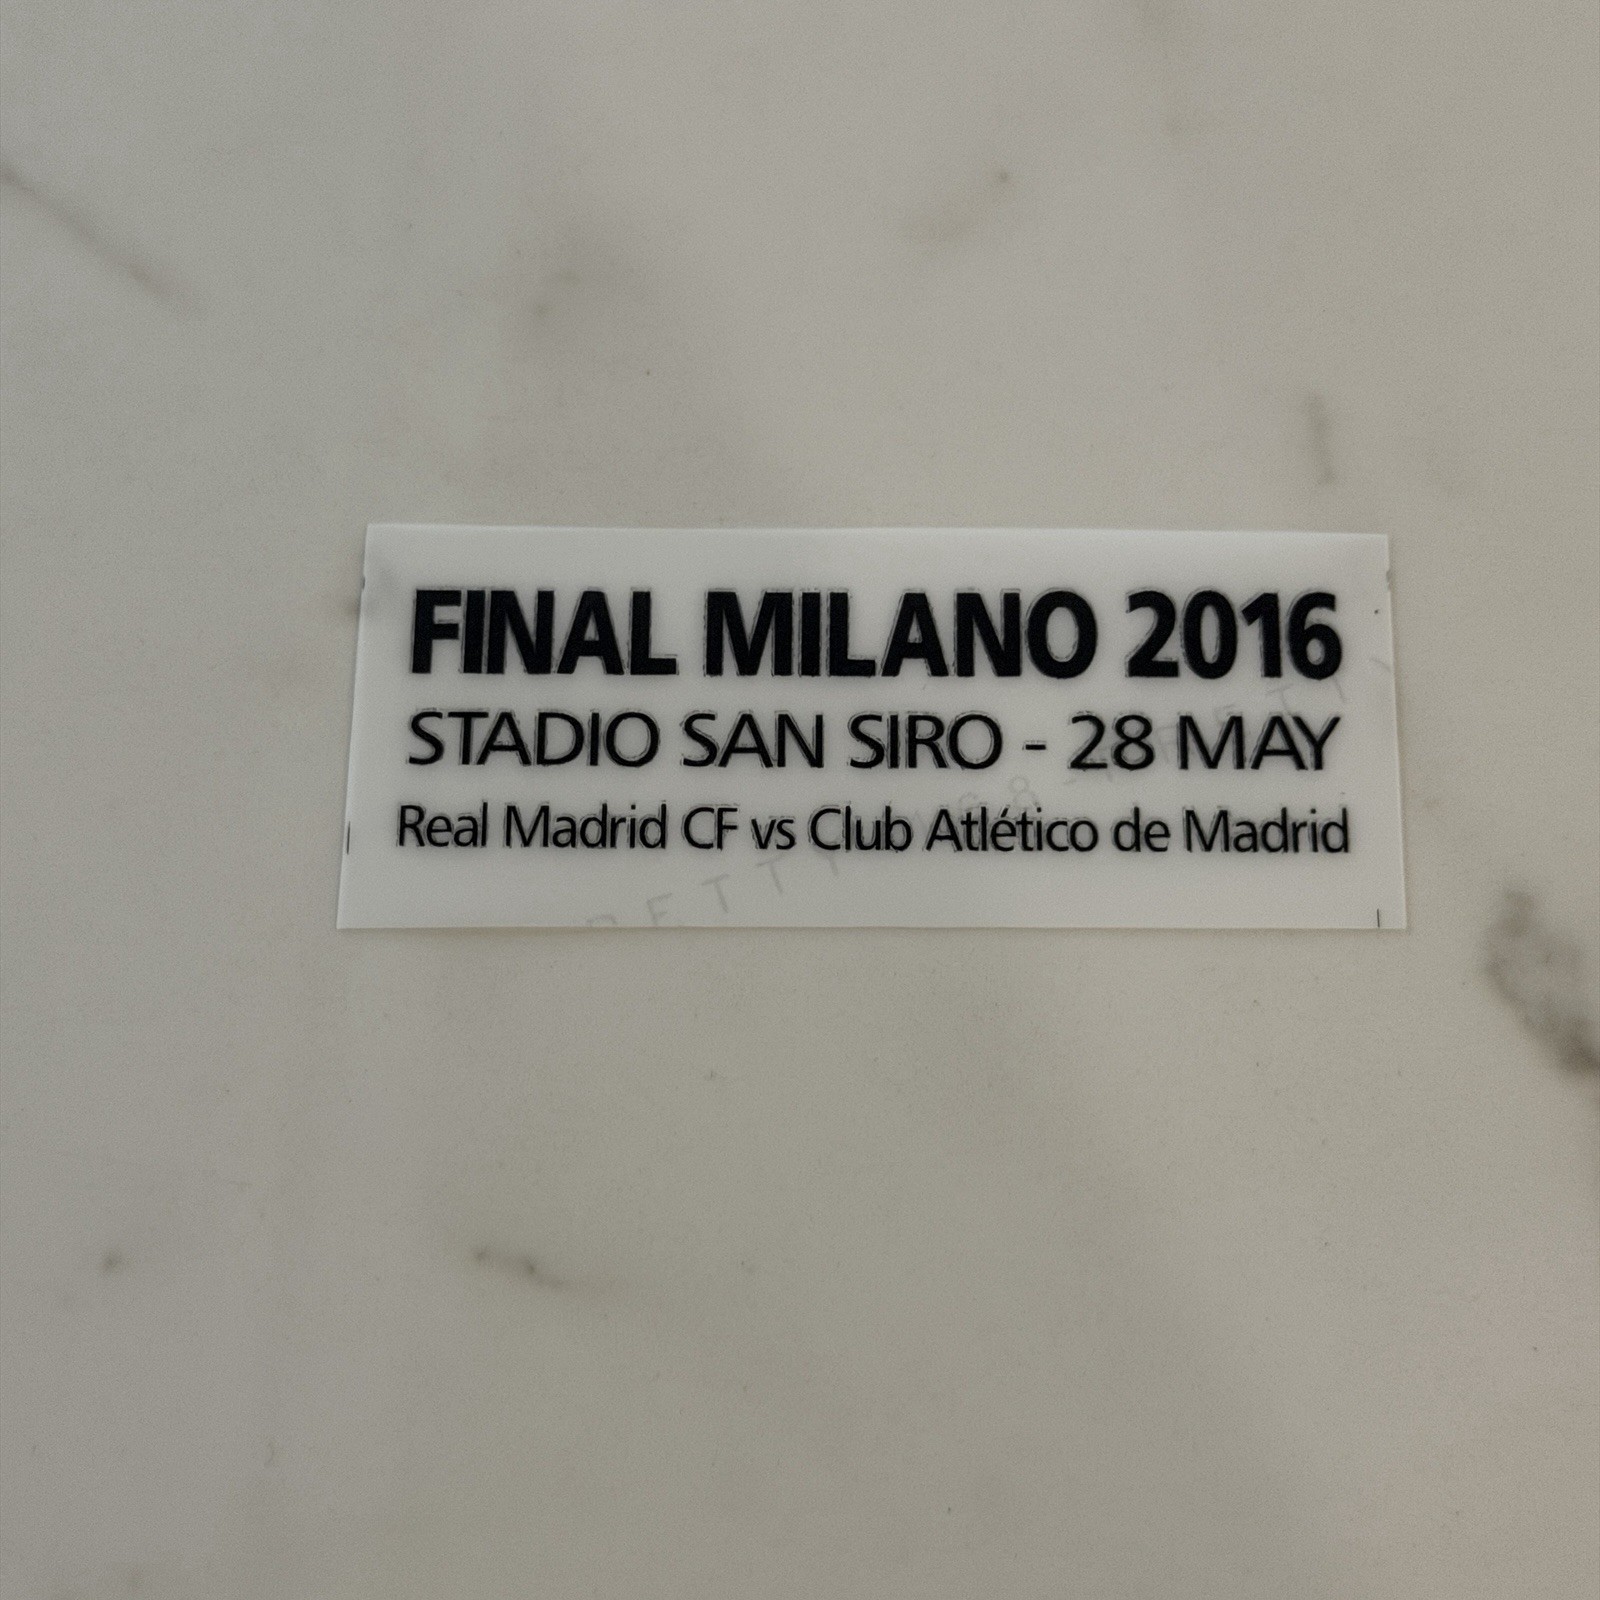 FINAL MILANO 2016
STADIO SAN SIRO - 28 MAY
Real Madrid CF vs Club Atlético de Madrid